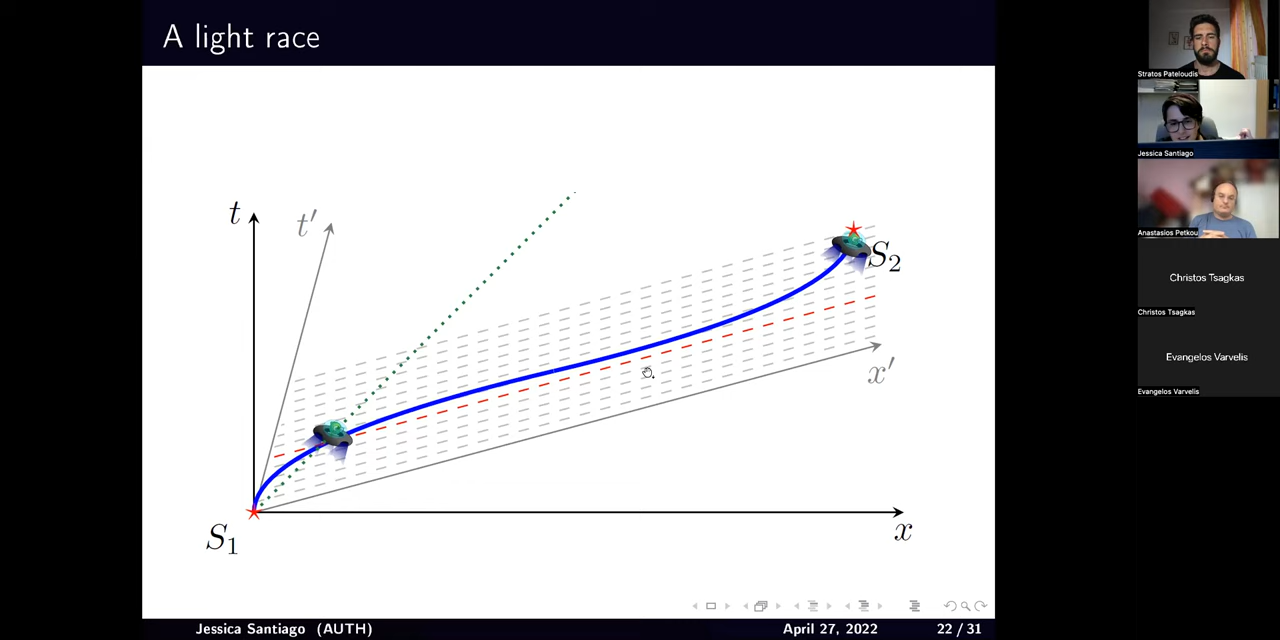 A light race
t
t′
S₂
x′
x
S₁
Jessica Santiago (AUTH)
April 27, 2022
22 / 31
Stratos Pateloudis
Jessica Santiago
Anastasios Petkou
Christos Tsagkas
Christos Tsagkas
Evangelos Varvelis
Evangelos Varvelis